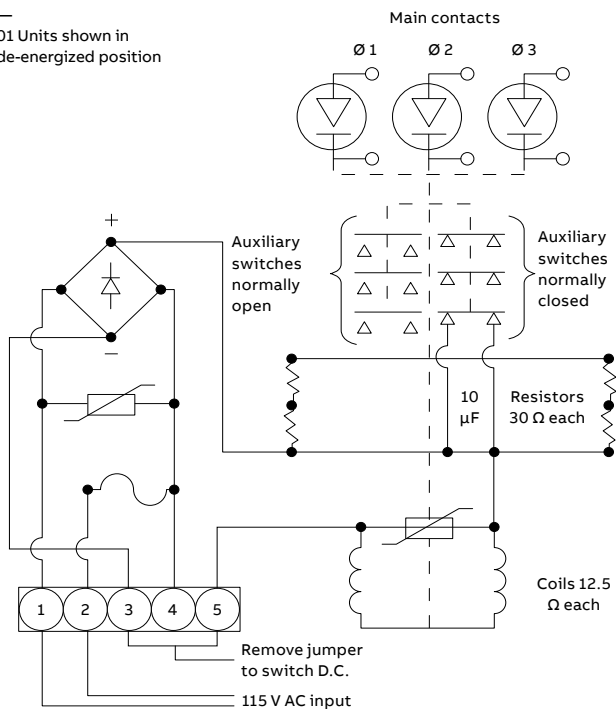 01 Units shown in
de-energized position
Main contacts
Ø 1
Ø 2
Ø 3
+
−
Auxiliary
switches
normally
open
Auxiliary
switches
normally
closed
10
µF
Resistors
30 Ω each
Coils 12.5
Ω each
1
2
3
4
5
Remove jumper
to switch D.C.
115 V AC input